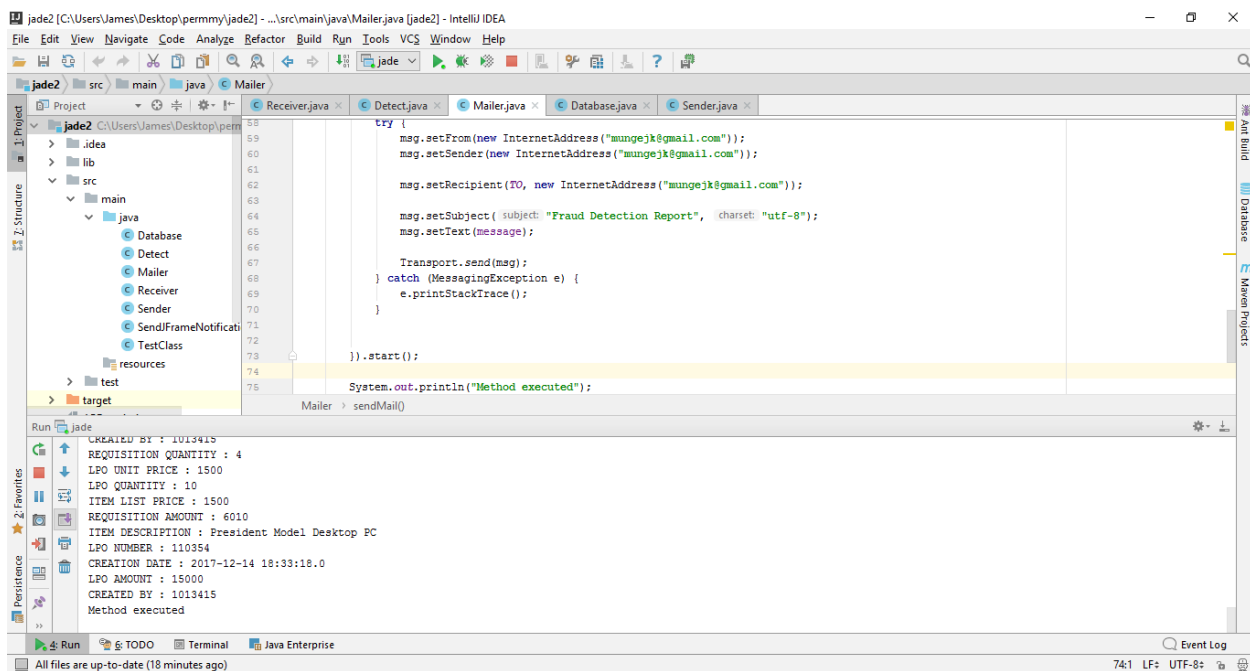 jade2 [C:\Users\James\Desktop\permmy\jade2] - ...\src\main\java\Mailer.java [jade2] - IntelliJ IDEA
File Edit View Navigate Code Analyze Refactor Build Run Tools VCS Window Help
jade
jade2 src main java Mailer
Project
Receiver.java Detect.java Mailer.java Database.java Sender.java
1: Project
7: Structure
2: Favorites
Persistence
jade2 C:\Users\James\Desktop\perm
.idea
lib
src
main
java
Database
Detect
Mailer
Receiver
Sender
SendJFrameNotificati
TestClass
resources
test
target
58 try {
59 msg.setFrom(new InternetAddress("mungejk@gmail.com"));
60 msg.setSender(new InternetAddress("mungejk@gmail.com"));
61
62 msg.setRecipient(TO, new InternetAddress("mungejk@gmail.com"));
63
64 msg.setSubject( subject: "Fraud Detection Report", charset: "utf-8");
65 msg.setText(message);
66
67 Transport.send(msg);
68 } catch (MessagingException e) {
69 e.printStackTrace();
70 }
71
72
73 }).start();
74
75 System.out.println("Method executed");
Mailer > sendMail()
Ant Build
Database
Maven Projects
Run jade
CREATED BY : 1013415
REQUISITION QUANTITY : 4
LPO UNIT PRICE : 1500
LPO QUANTITY : 10
ITEM LIST PRICE : 1500
REQUISITION AMOUNT : 6010
ITEM DESCRIPTION : President Model Desktop PC
LPO NUMBER : 110354
CREATION DATE : 2017-12-14 18:33:18.0
LPO AMOUNT : 15000
CREATED BY : 1013415
Method executed
4: Run 6: TODO Terminal Java Enterprise Event Log
All files are up-to-date (18 minutes ago) 74:1 LF UTF-8